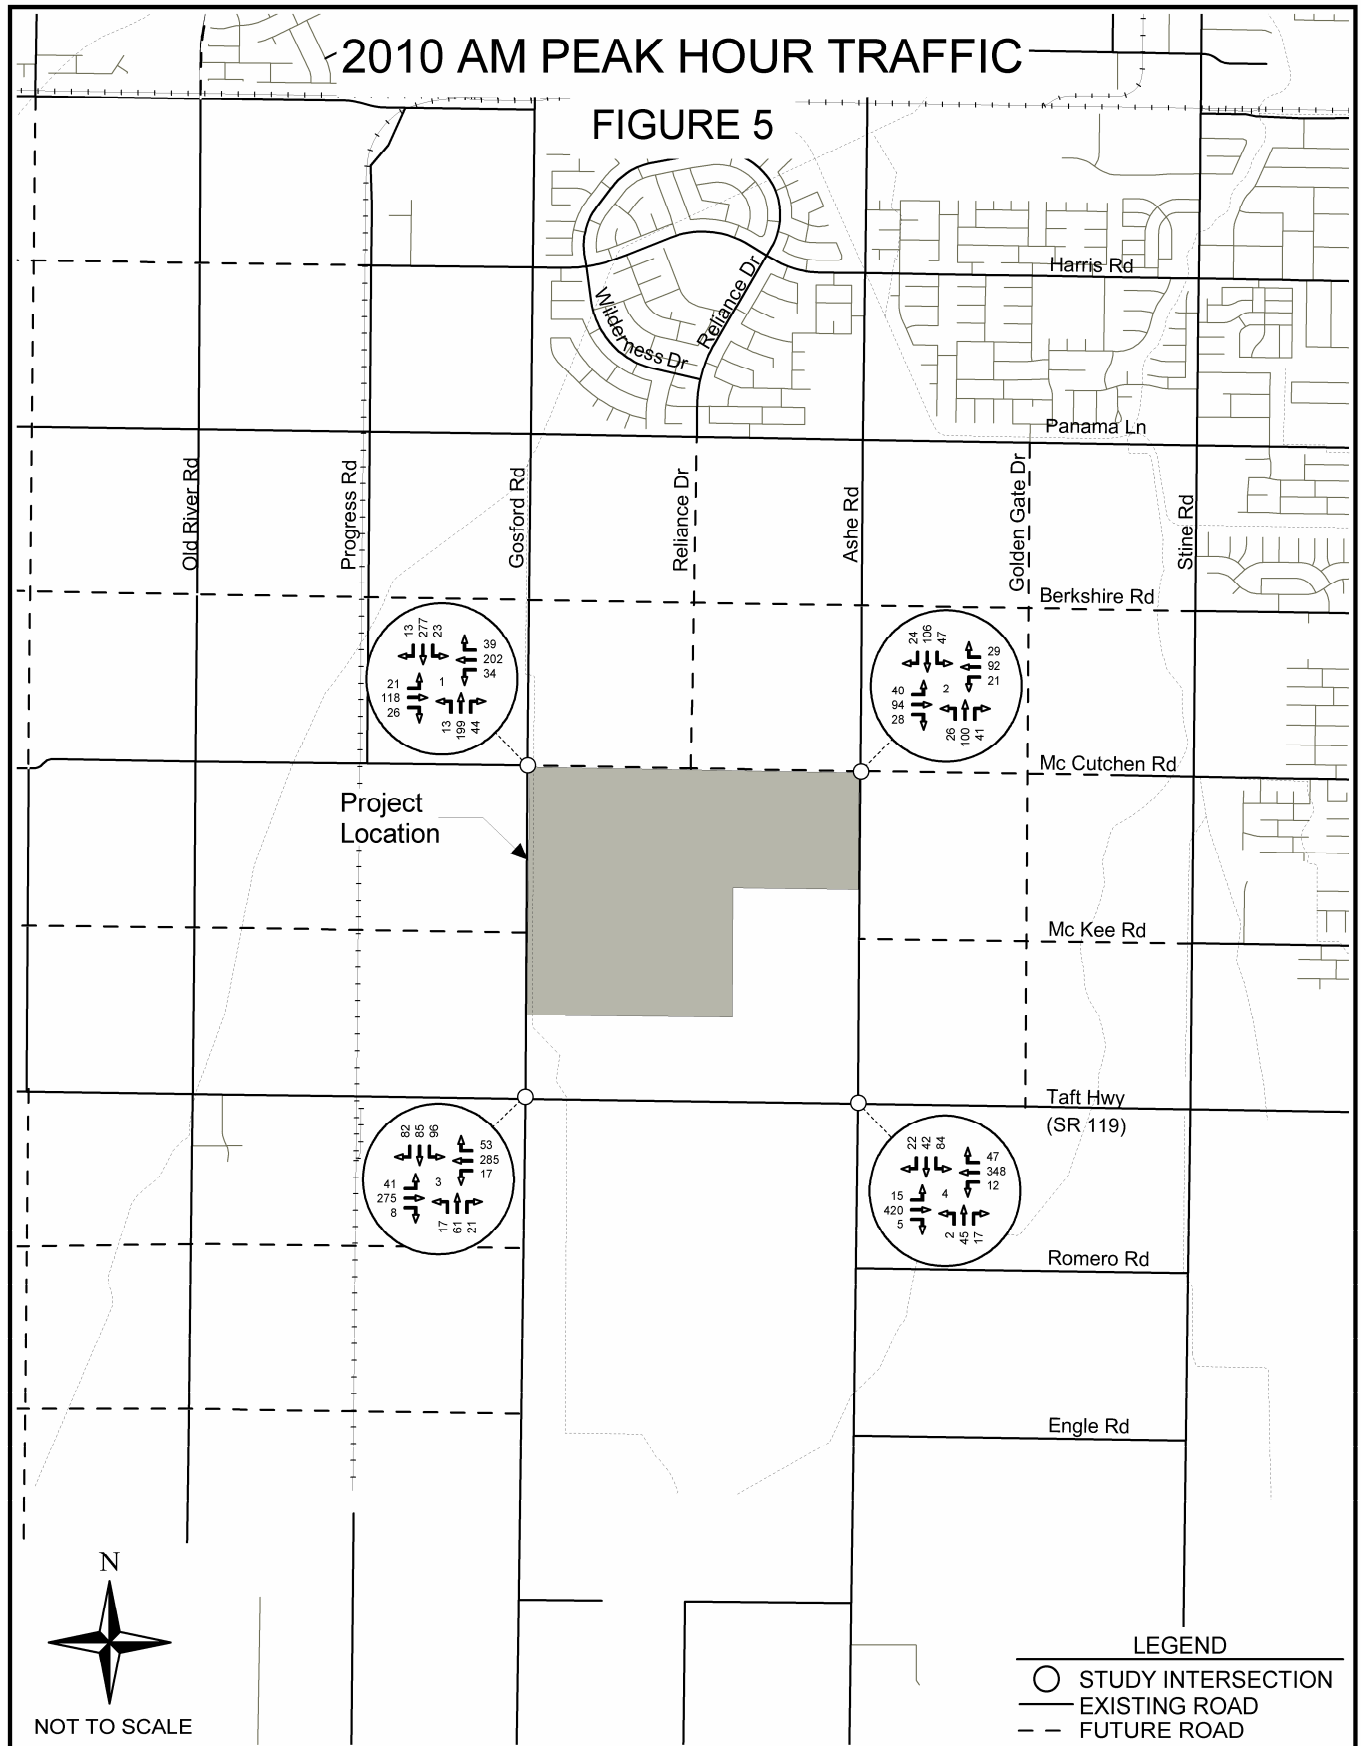 2010 AM PEAK HOUR TRAFFIC
FIGURE 5
Harris Rd
Wilderness Dr
Reliance Dr
Panama Ln
Old River Rd
Progress Rd
Gosford Rd
Reliance Dr
Ashe Rd
Golden Gate Dr
Stine Rd
Berkshire Rd
13 277 23
39
202
34
21
118
26
1
13 199 44
24 106 47
29
92
21
40
94
28
2
26 100 41
Mc Cutchen Rd
Project
Location
Mc Kee Rd
Taft Hwy
(SR 119)
82 85 96
53
285
17
41
275
8
3
17 61 21
22 42 84
47
348
12
15
420
5
4
2 45 17
Romero Rd
Engle Rd
N
NOT TO SCALE
LEGEND
STUDY INTERSECTION
EXISTING ROAD
FUTURE ROAD